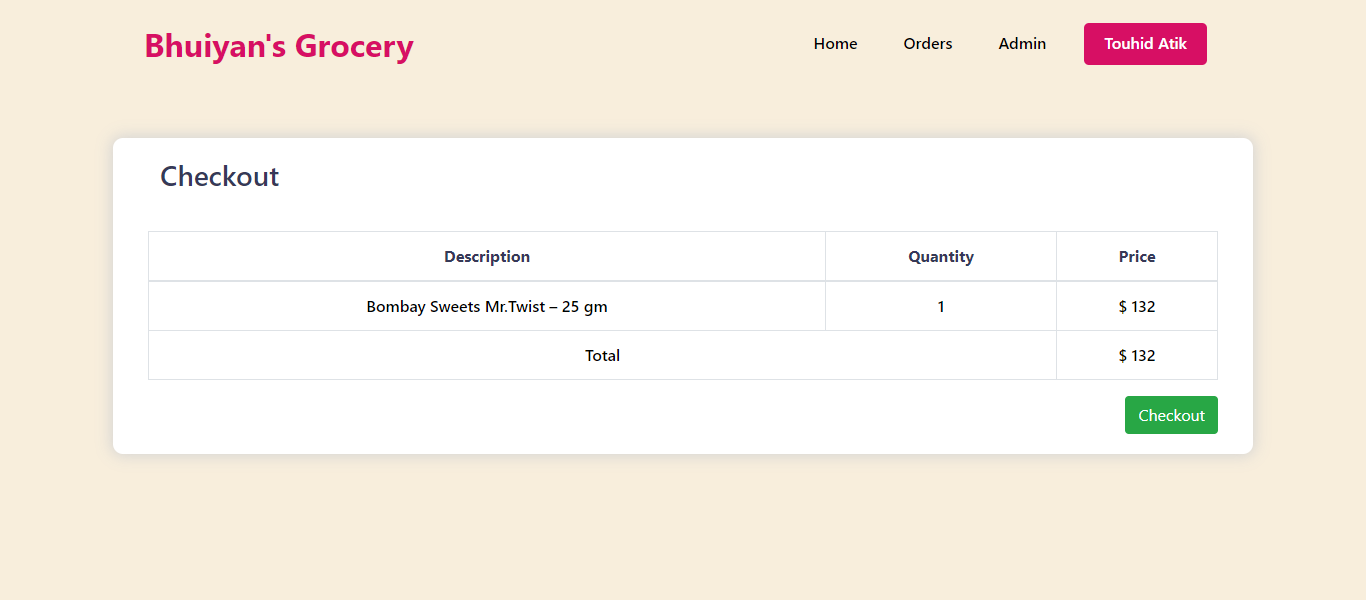 Bhuiyan's Grocery
Home Orders Admin Touhid Atik
Checkout
Description Quantity Price
Bombay Sweets Mr.Twist – 25 gm 1 $ 132
Total $ 132
Checkout